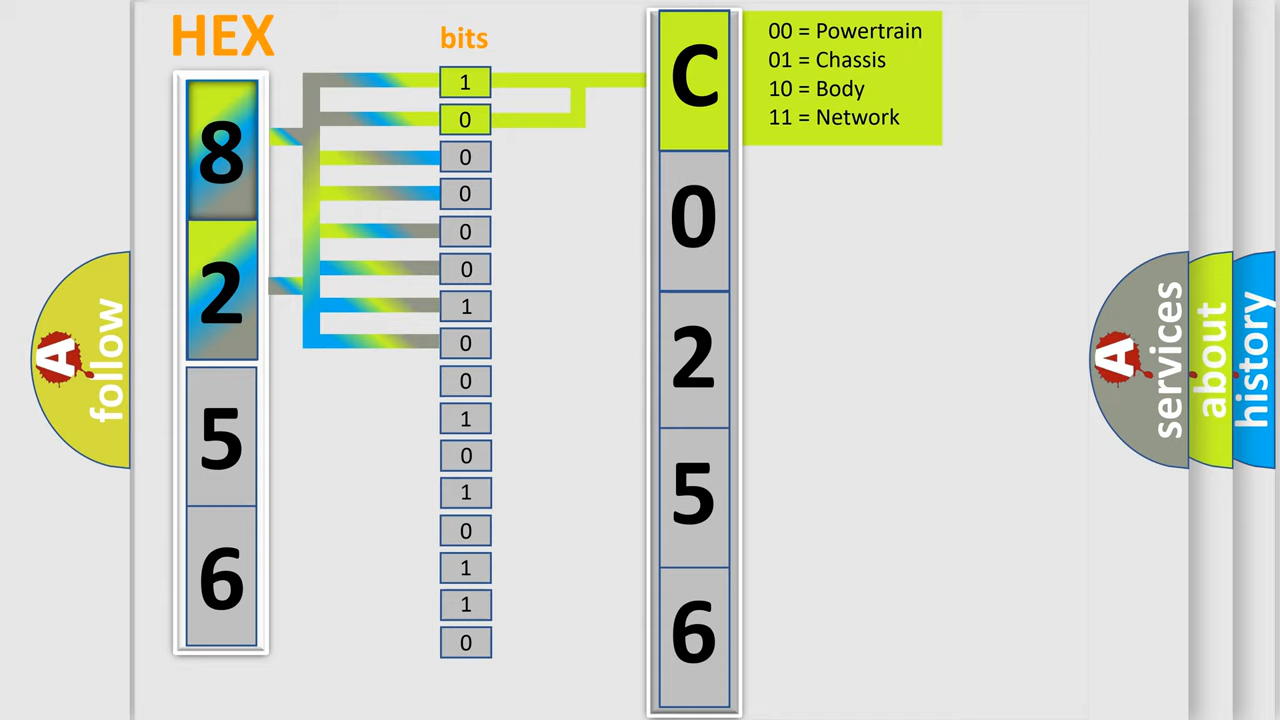 HEX
bits
8
2
5
6
1
0
0
0
0
0
1
0
0
1
0
1
0
1
1
0
C
0
2
5
6
00 = Powertrain
01 = Chassis
10 = Body
11 = Network
A follow
A services
about
history